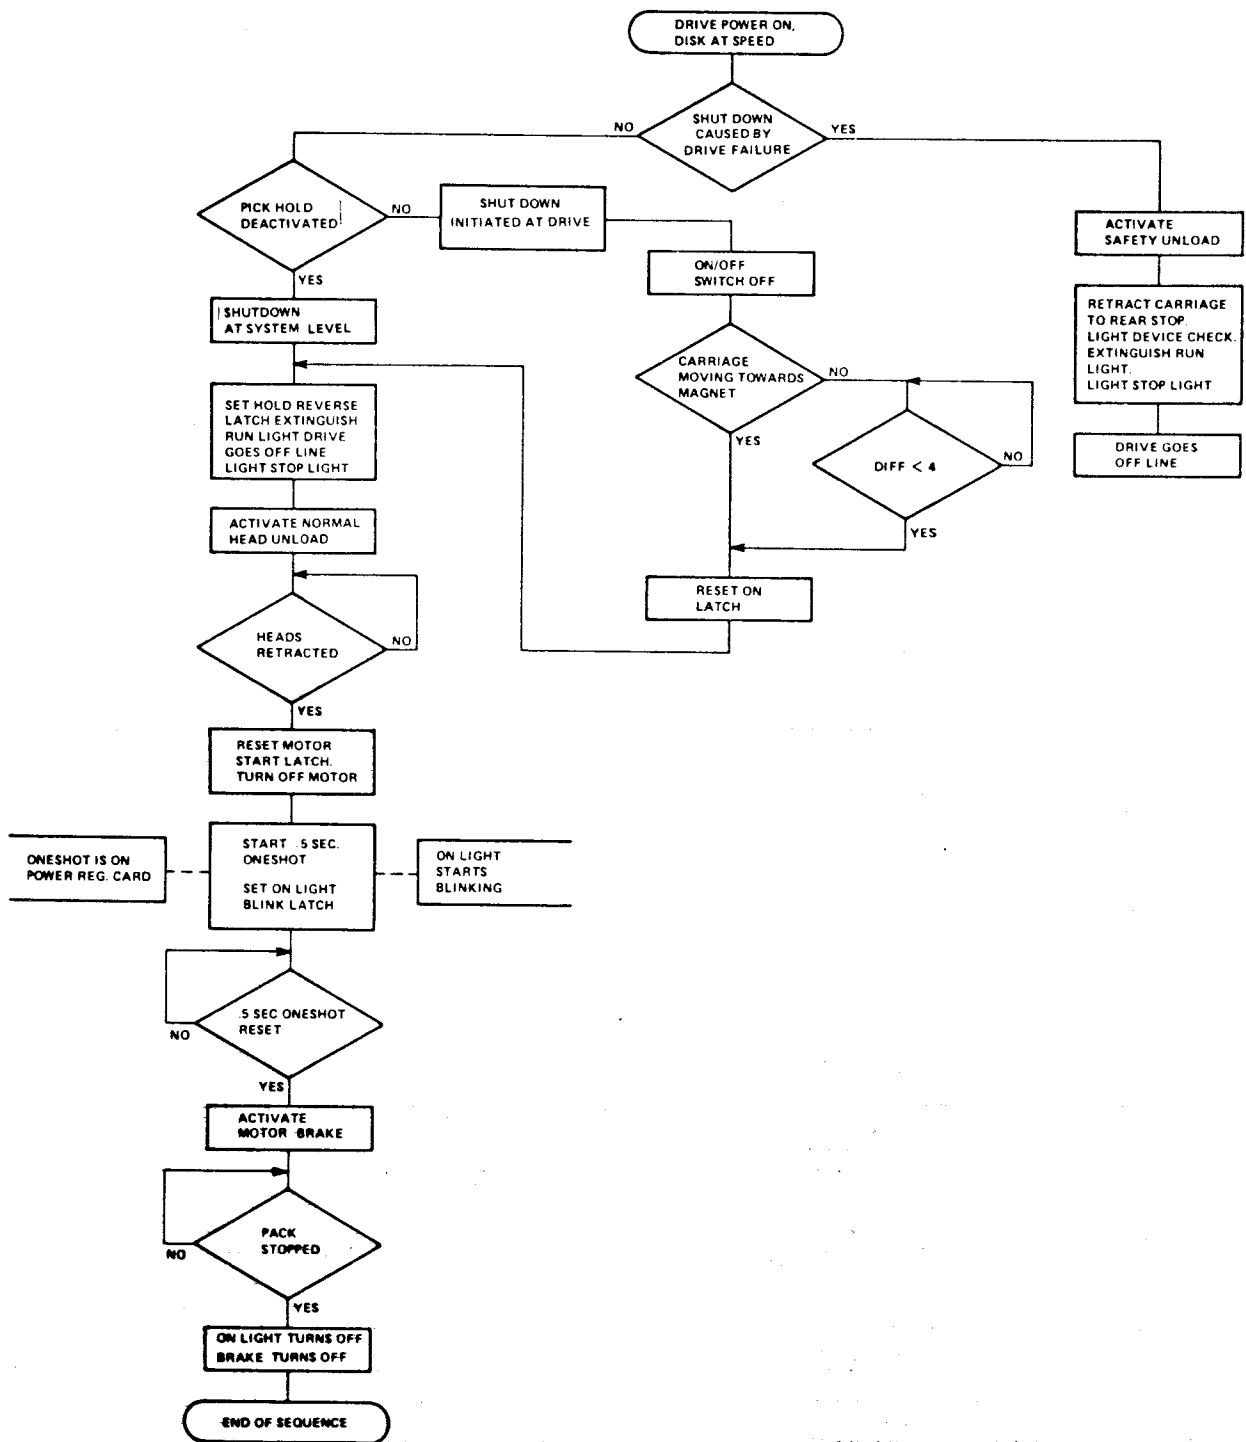 DRIVE POWER ON,
DISK AT SPEED
SHUT DOWN
CAUSED BY
DRIVE FAILURE
NO
YES
PICK HOLD
DEACTIVATED
NO
YES
SHUT DOWN
INITIATED AT DRIVE
ON/OFF
SWITCH OFF
ACTIVATE
SAFETY UNLOAD
SHUTDOWN
AT SYSTEM LEVEL
CARRIAGE
MOVING TOWARDS
MAGNET
NO
YES
RETRACT CARRIAGE
TO REAR STOP.
LIGHT DEVICE CHECK.
EXTINGUISH RUN
LIGHT.
LIGHT STOP LIGHT
SET HOLD REVERSE
LATCH EXTINGUISH
RUN LIGHT DRIVE
GOES OFF LINE
LIGHT STOP LIGHT
DIFF < 4
NO
YES
DRIVE GOES
OFF LINE
ACTIVATE NORMAL
HEAD UNLOAD
RESET ON
LATCH
HEADS
RETRACTED
NO
YES
RESET MOTOR
START LATCH.
TURN OFF MOTOR
ONESHOT IS ON
POWER REG. CARD
START .5 SEC.
ONESHOT
SET ON LIGHT
BLINK LATCH
ON LIGHT
STARTS
BLINKING
.5 SEC ONESHOT
RESET
NO
YES
ACTIVATE
MOTOR BRAKE
PACK
STOPPED
NO
YES
ON LIGHT TURNS OFF
BRAKE TURNS OFF
END OF SEQUENCE